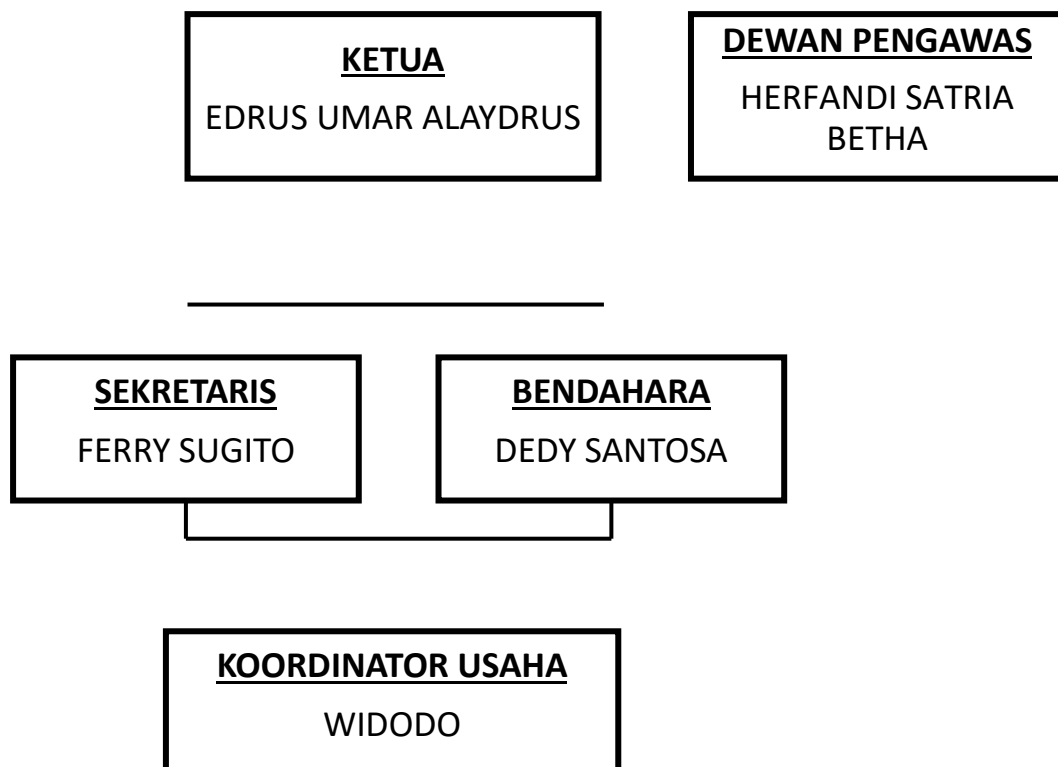 KETUA
EDRUS UMAR ALAYDRUS
DEWAN PENGAWAS
HERFANDI SATRIA
BETHA
SEKRETARIS
FERRY SUGITO
BENDAHARA
DEDY SANTOSA
KOORDINATOR USAHA
WIDODO